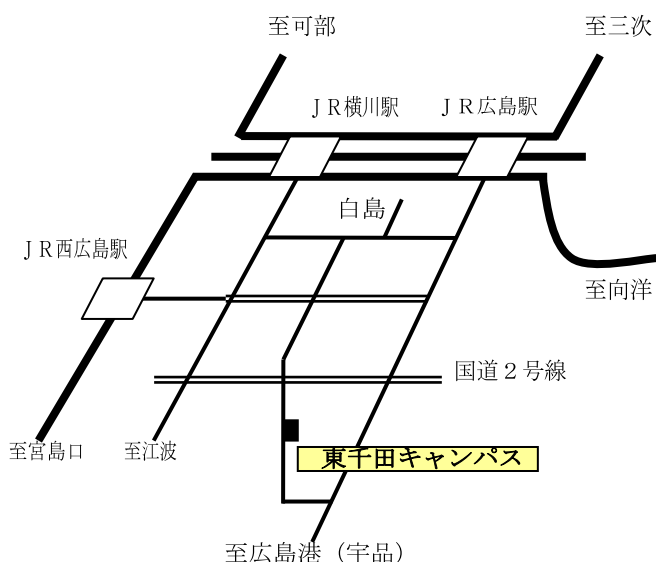 至可部
至三次
ＪＲ横川駅
ＪＲ広島駅
白島
ＪＲ西広島駅
至向洋
国道２号線
至宮島口
至江波
東千田キャンパス
至広島港（宇品）